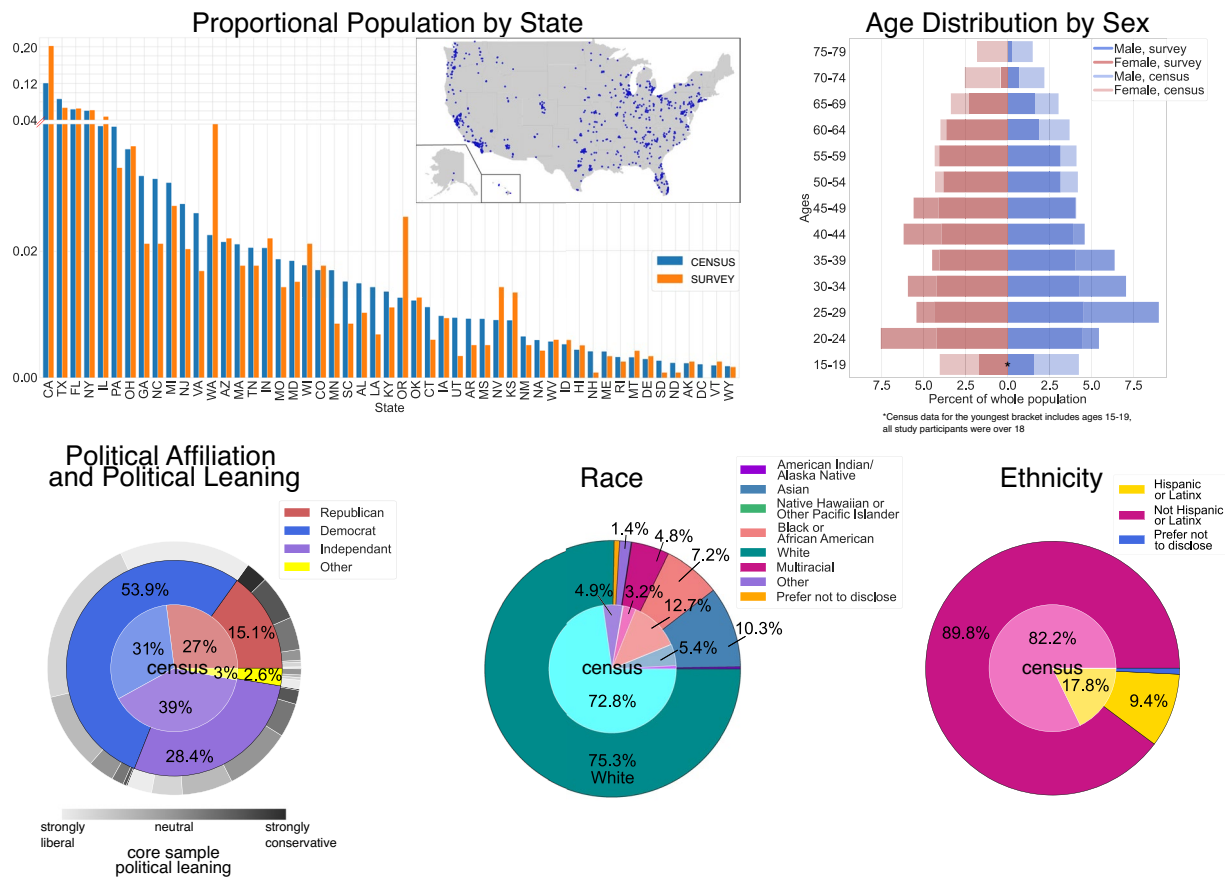 Proportional Population by State
0.20
0.12
0.04
0.02
0.00
CA TX FL NY IL PA OH GA NC MI NJ VA WA AZ MA TN IN MO MD WI CO MN SC AL LA KY OR OK CT IA UT AR MS NV KS NM NA WV ID HI NH ME RI MT DE SD ND AK DC VT WY
State
CENSUS
SURVEY
Age Distribution by Sex
Male, survey
Female, survey
Male, census
Female, census
Ages
75-79
70-74
65-69
60-64
55-59
50-54
45-49
40-44
35-39
30-34
25-29
20-24
15-19
*
7.5 5.0 2.5 0.0 2.5 5.0 7.5
Percent of whole population
*Census data for the youngest bracket includes ages 15-19,
all study participants were over 18
Political Affiliation
and Political Leaning
Republican
Democrat
Independant
Other
53.9%
15.1%
31%
27%
census
3%
2.6%
39%
28.4%
strongly
liberal
neutral
strongly
conservative
core sample
political leaning
Race
American Indian/
Alaska Native
Asian
Native Hawaiian or
Other Pacific Islander
Black or
African American
White
Multiracial
Other
Prefer not to disclose
1.4%
4.8%
7.2%
4.9%
3.2%
12.7%
10.3%
5.4%
census
72.8%
75.3%
White
Ethnicity
Hispanic
or Latinx
Not Hispanic
or Latinx
Prefer not
to disclose
89.8%
82.2%
census
17.8%
9.4%